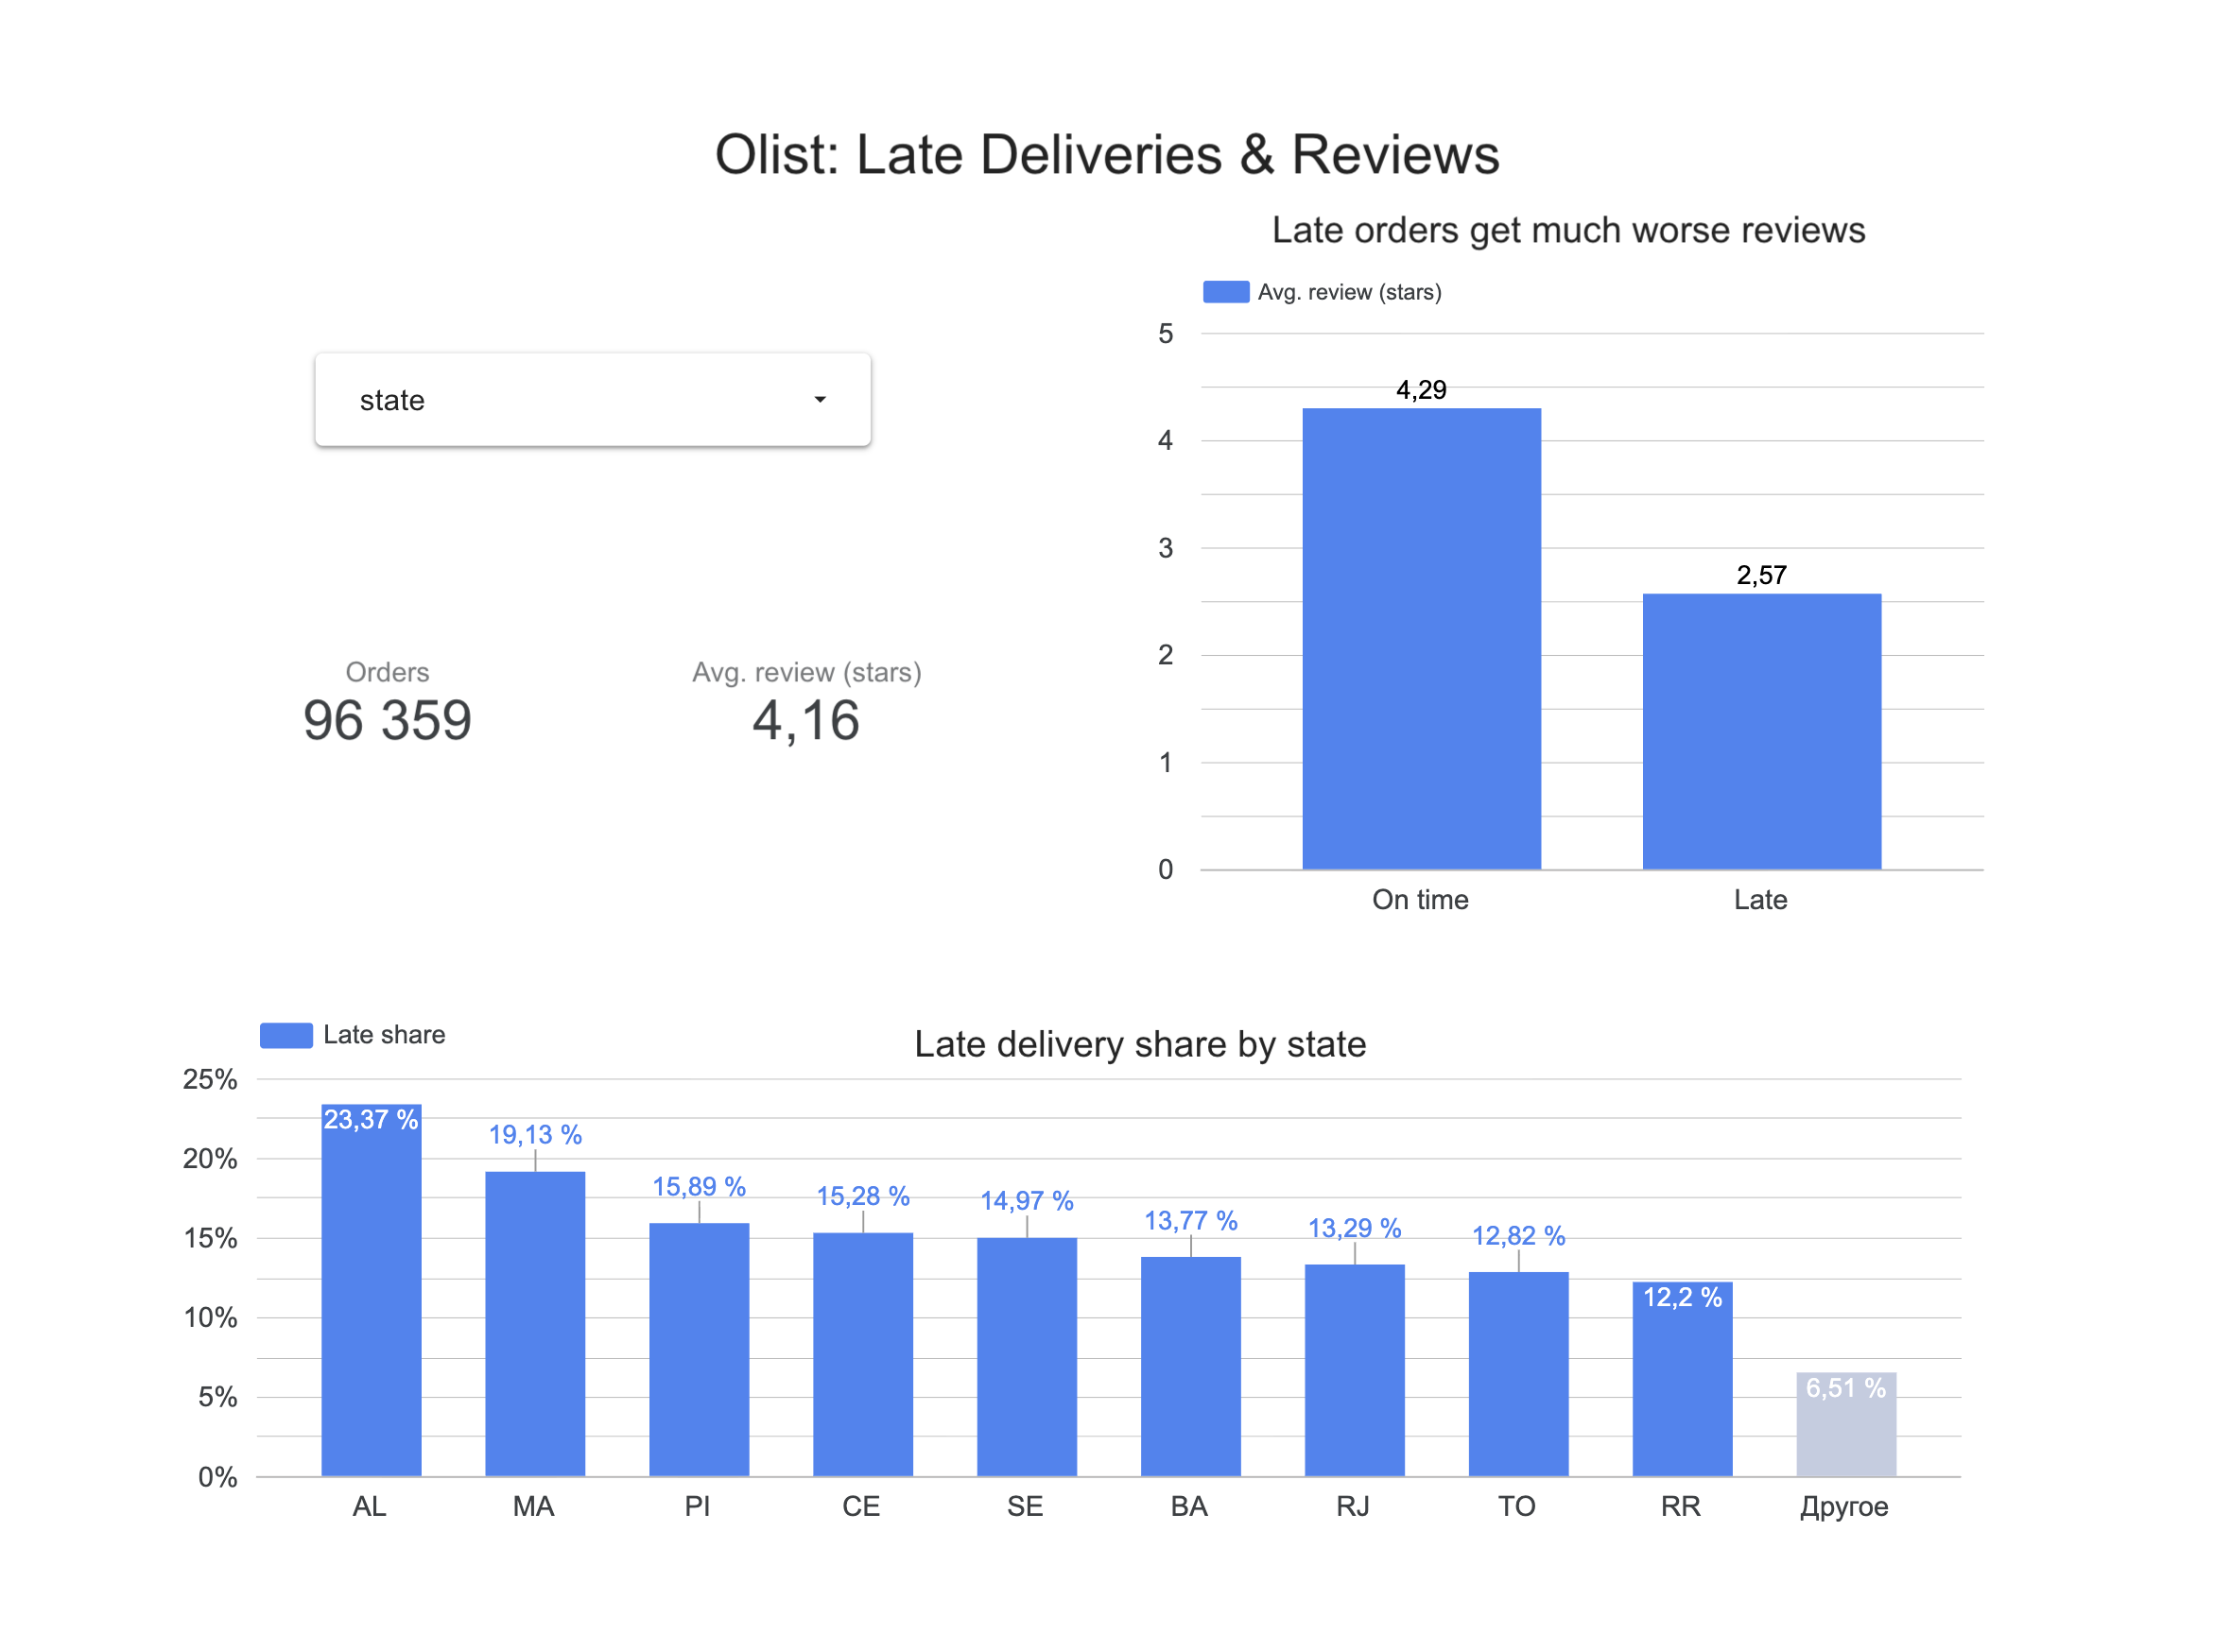 Olist: Late Deliveries & Reviews
Late orders get much worse reviews
Avg. review (stars)
5
4,29
4
3
2,57
2
1
0
On time Late
state
Orders Avg. review (stars)
96 359 4,16
Late share
Late delivery share by state
25%
20%
15%
10%
5%
0%
23,37 % 19,13 % 15,89 % 15,28 % 14,97 % 13,77 % 13,29 % 12,82 % 12,2 % 6,51 %
AL MA PI CE SE BA RJ TO RR Другое